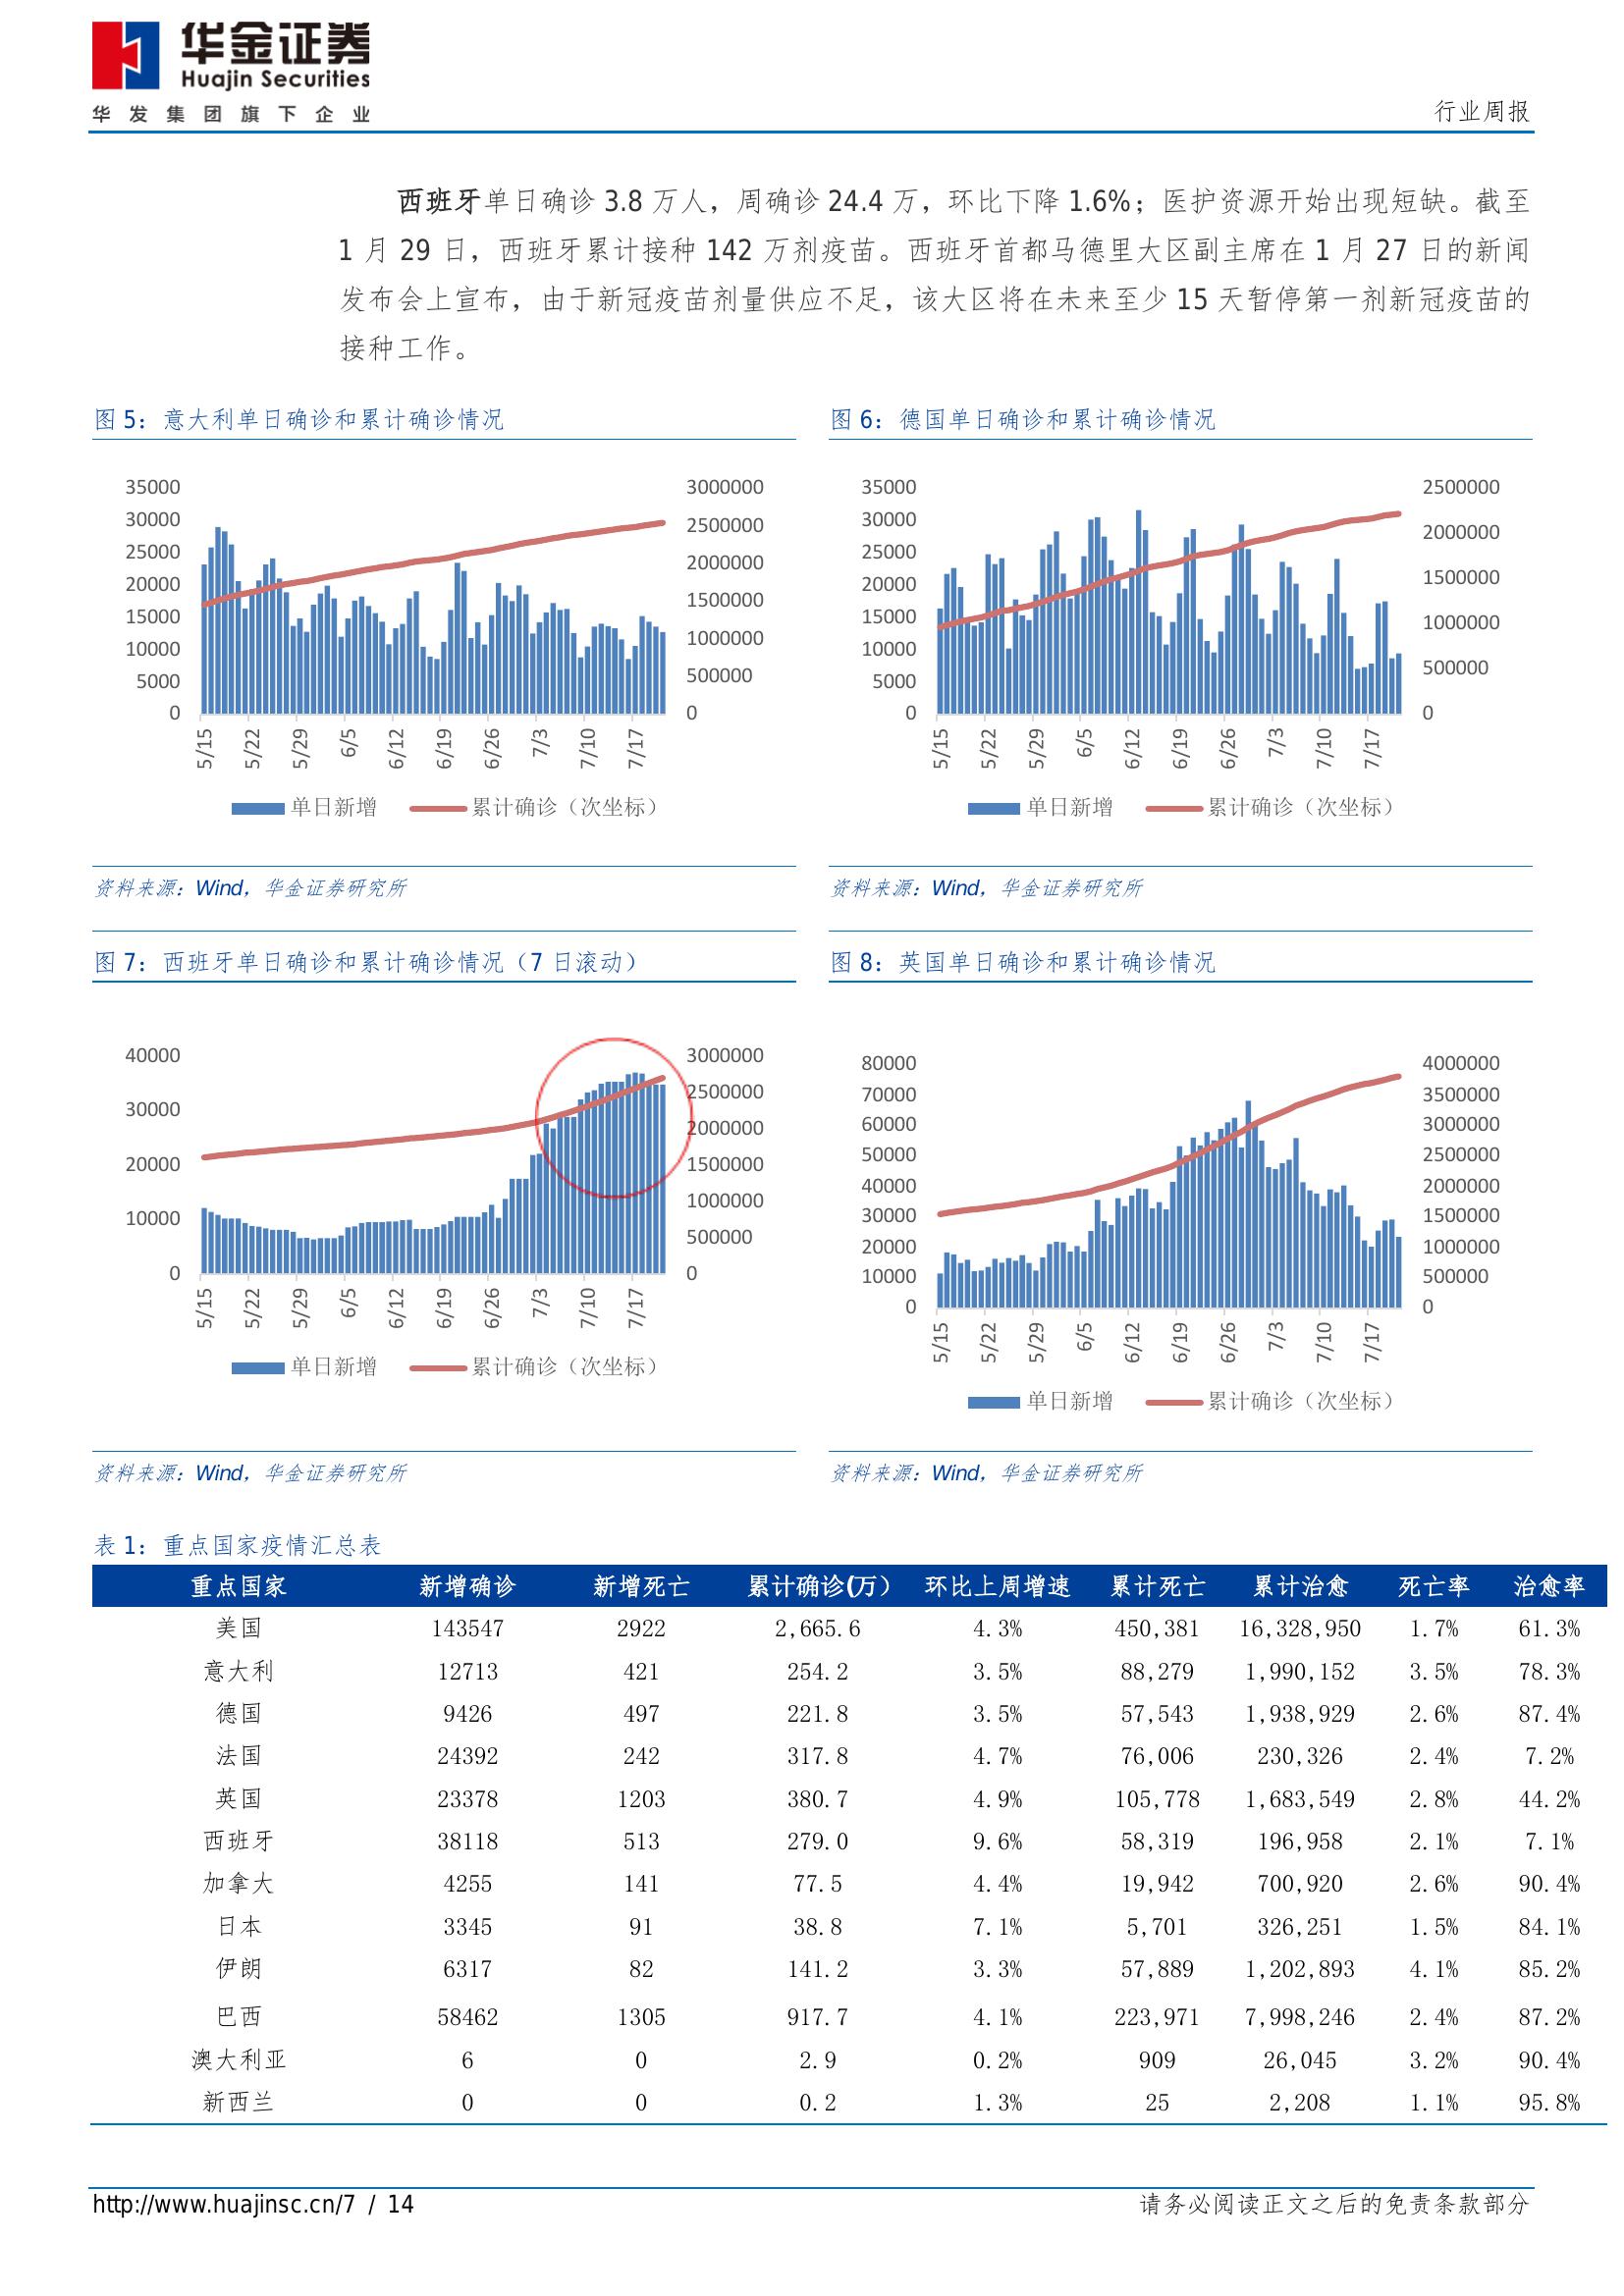 华金证券
Huajin Securities
华发集团旗下企业
行业周报
西班牙单日确诊 3.8 万人，周确诊 24.4 万，环比下降 1.6%；医护资源开始出现短缺。截至
1 月 29 日，西班牙累计接种 142 万剂疫苗。西班牙首都马德里大区副主席在 1 月 27 日的新闻
发布会上宣布，由于新冠疫苗剂量供应不足，该大区将在未来至少 15 天暂停第一剂新冠疫苗的
接种工作。
图 5：意大利单日确诊和累计确诊情况
35000
30000
25000
20000
15000
10000
5000
0
3000000
2500000
2000000
1500000
1000000
500000
0
5/15 5/22 5/29 6/5 6/12 6/19 6/26 7/3 7/10 7/17
单日新增 累计确诊（次坐标）
资料来源：Wind，华金证券研究所
图 6：德国单日确诊和累计确诊情况
35000
30000
25000
20000
15000
10000
5000
0
2500000
2000000
1500000
1000000
500000
0
5/15 5/22 5/29 6/5 6/12 6/19 6/26 7/3 7/10 7/17
单日新增 累计确诊（次坐标）
资料来源：Wind，华金证券研究所
图 7：西班牙单日确诊和累计确诊情况（7 日滚动）
40000
30000
20000
10000
0
3000000
2500000
2000000
1500000
1000000
500000
0
5/15 5/22 5/29 6/5 6/12 6/19 6/26 7/3 7/10 7/17
单日新增 累计确诊（次坐标）
资料来源：Wind，华金证券研究所
图 8：英国单日确诊和累计确诊情况
80000
70000
60000
50000
40000
30000
20000
10000
0
4000000
3500000
3000000
2500000
2000000
1500000
1000000
500000
0
5/15 5/22 5/29 6/5 6/12 6/19 6/26 7/3 7/10 7/17
单日新增 累计确诊（次坐标）
资料来源：Wind，华金证券研究所
表 1：重点国家疫情汇总表
重点国家 新增确诊 新增死亡 累计确诊(万） 环比上周增速 累计死亡 累计治愈 死亡率 治愈率
美国 143547 2922 2,665.6 4.3% 450,381 16,328,950 1.7% 61.3%
意大利 12713 421 254.2 3.5% 88,279 1,990,152 3.5% 78.3%
德国 9426 497 221.8 3.5% 57,543 1,938,929 2.6% 87.4%
法国 24392 242 317.8 4.7% 76,006 230,326 2.4% 7.2%
英国 23378 1203 380.7 4.9% 105,778 1,683,549 2.8% 44.2%
西班牙 38118 513 279.0 9.6% 58,319 196,958 2.1% 7.1%
加拿大 4255 141 77.5 4.4% 19,942 700,920 2.6% 90.4%
日本 3345 91 38.8 7.1% 5,701 326,251 1.5% 84.1%
伊朗 6317 82 141.2 3.3% 57,889 1,202,893 4.1% 85.2%
巴西 58462 1305 917.7 4.1% 223,971 7,998,246 2.4% 87.2%
澳大利亚 6 0 2.9 0.2% 909 26,045 3.2% 90.4%
新西兰 0 0 0.2 1.3% 25 2,208 1.1% 95.8%
http://www.huajinsc.cn/7 / 14
请务必阅读正文之后的免责条款部分